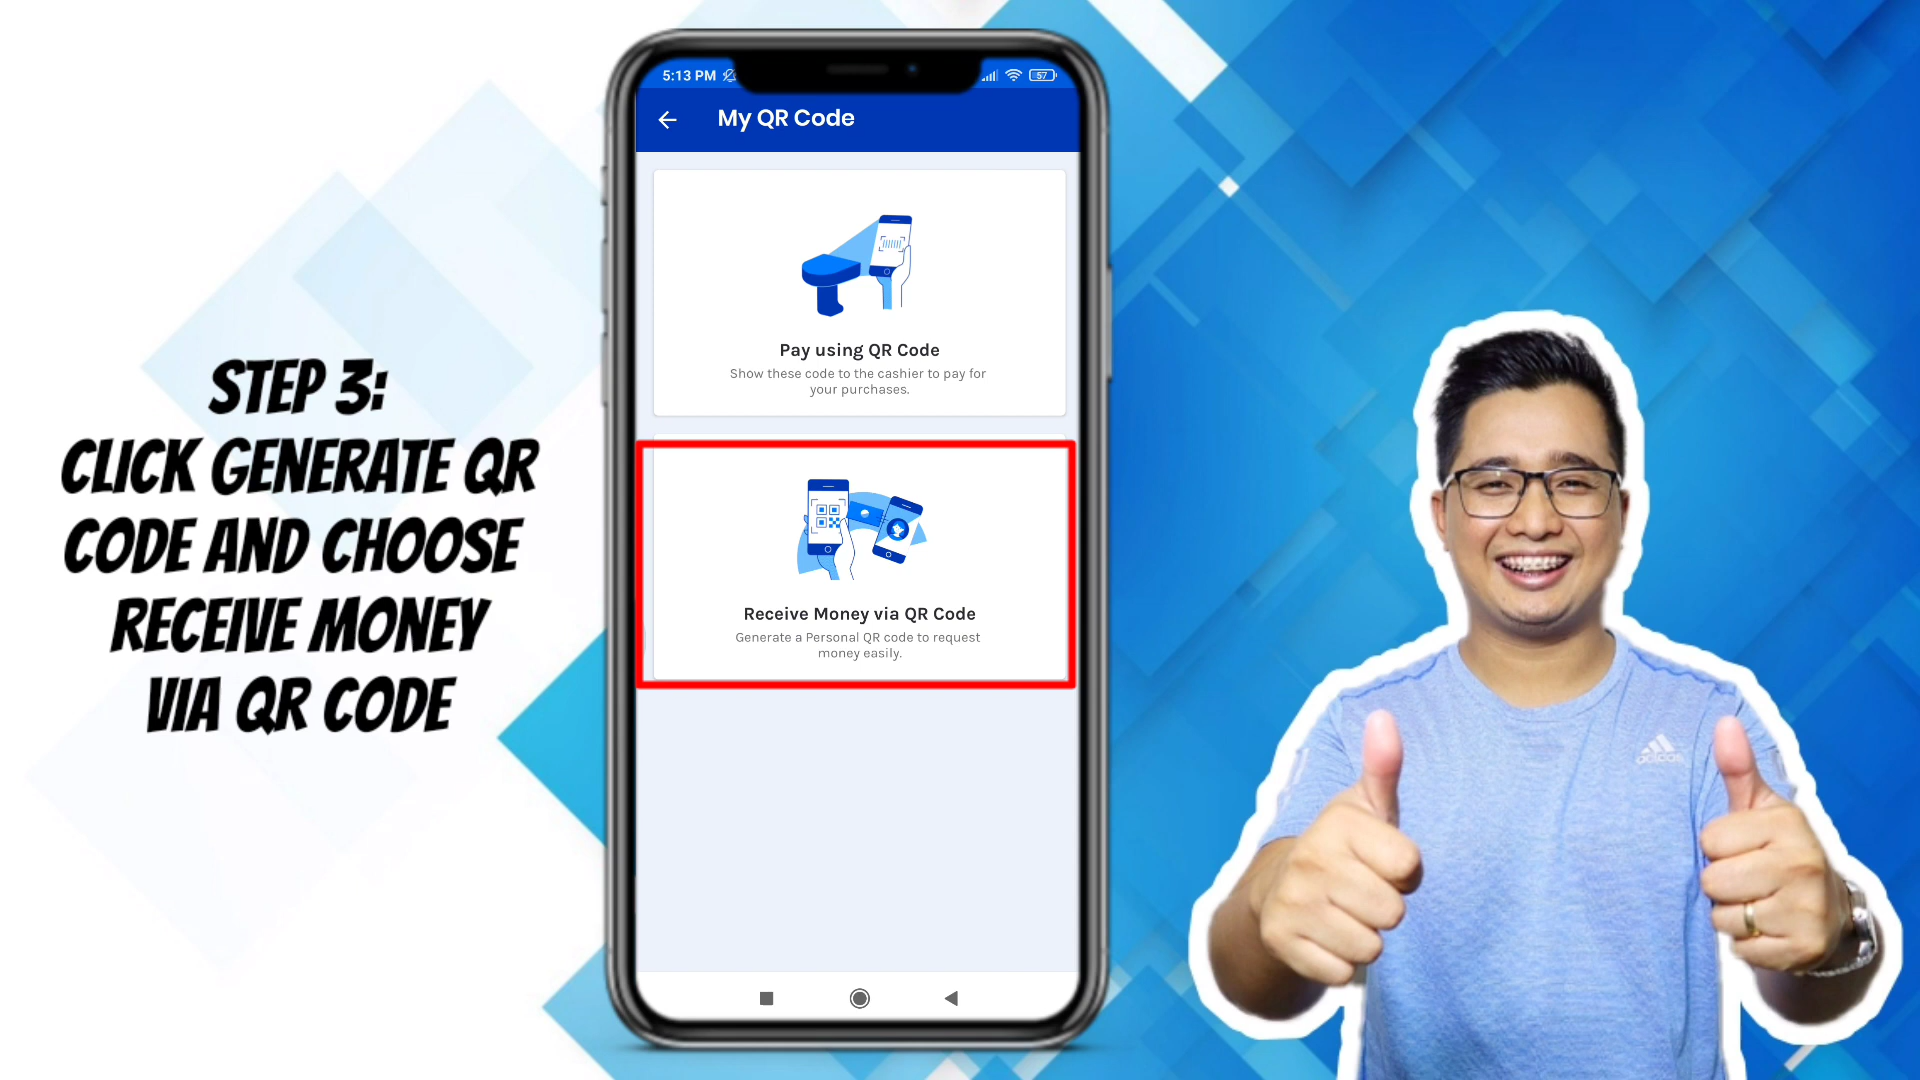 STEP 3:
CLICK GENERATE QR
CODE AND CHOOSE
RECEIVE MONEY
VIA QR CODE
5:13 PM
57
My QR Code
Pay using QR Code
Show these code to the cashier to pay for
your purchases.
Receive Money via QR Code
Generate a Personal QR code to request
money easily.
adidas